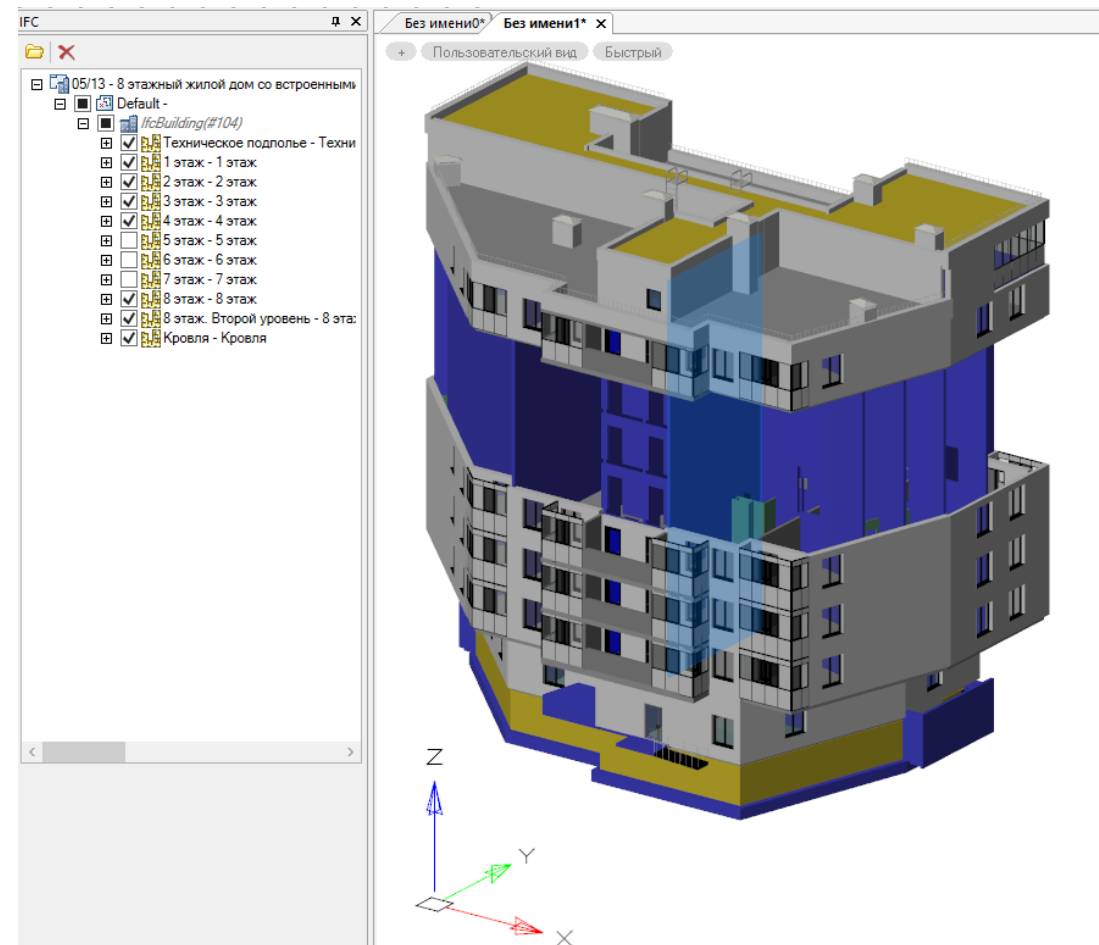 IFC
Без имени0*
Без имени1*
+ Пользовательский вид Быстрый
05/13 - 8 этажный жилой дом со встроенными
Default -
IfcBuilding(#104)
Техническое подполье - Техни
1 этаж - 1 этаж
2 этаж - 2 этаж
3 этаж - 3 этаж
4 этаж - 4 этаж
5 этаж - 5 этаж
6 этаж - 6 этаж
7 этаж - 7 этаж
8 этаж - 8 этаж
8 этаж. Второй уровень - 8 эта
Кровля - Кровля
Z
Y
X